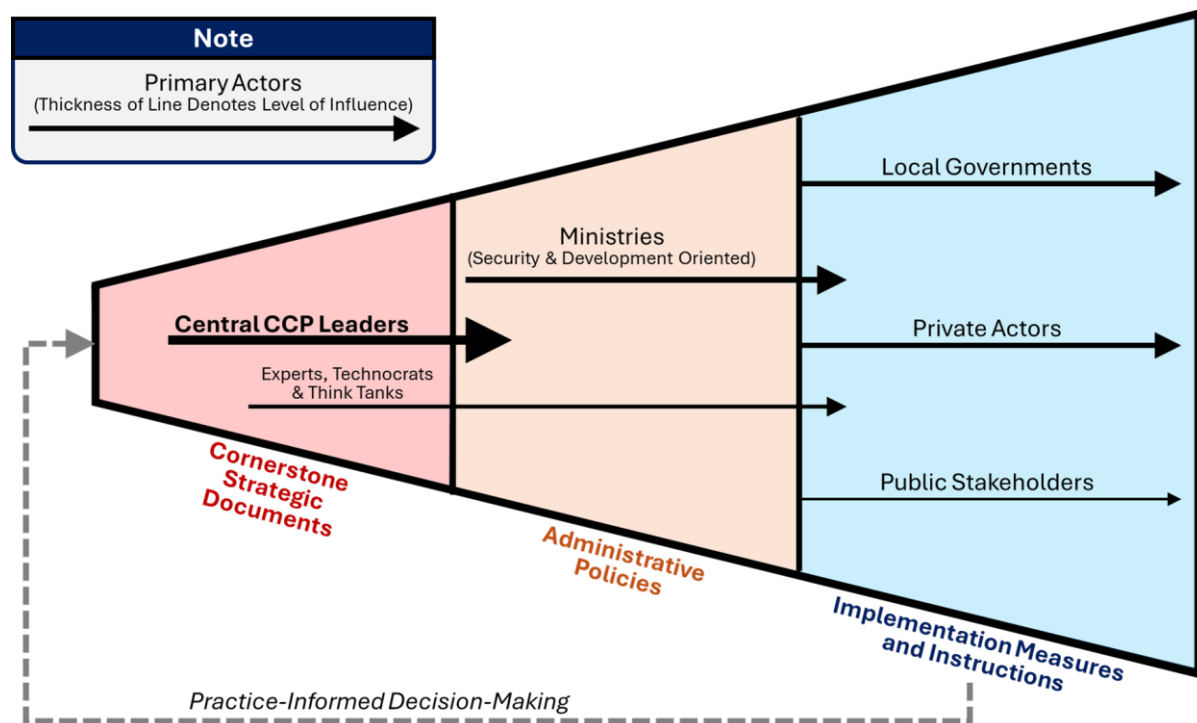 Note
Primary Actors
(Thickness of Line Denotes Level of Influence)
Local Governments
Ministries
(Security & Development Oriented)
Central CCP Leaders
Private Actors
Experts, Technocrats
& Think Tanks
Public Stakeholders
Cornerstone
Strategic
Documents
Administrative
Policies
Implementation Measures
and Instructions
Practice-Informed Decision-Making